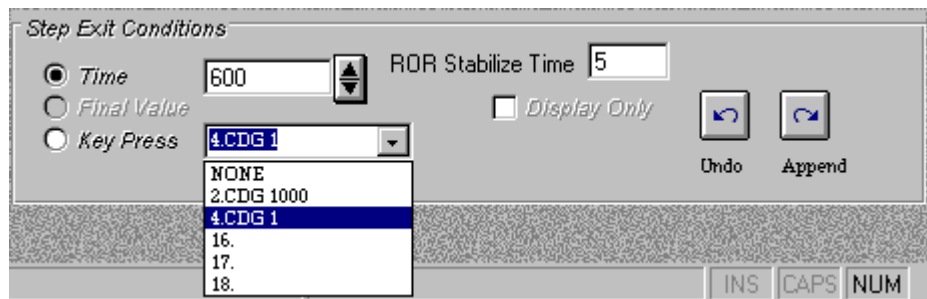 Step Exit Conditions
Time 600 ROR Stabilize Time 5
Final Value Display Only
Key Press 4.CDG 1
NONE
2.CDG 1000
4.CDG 1
16.
17.
18.
Undo Append
INS CAPS NUM